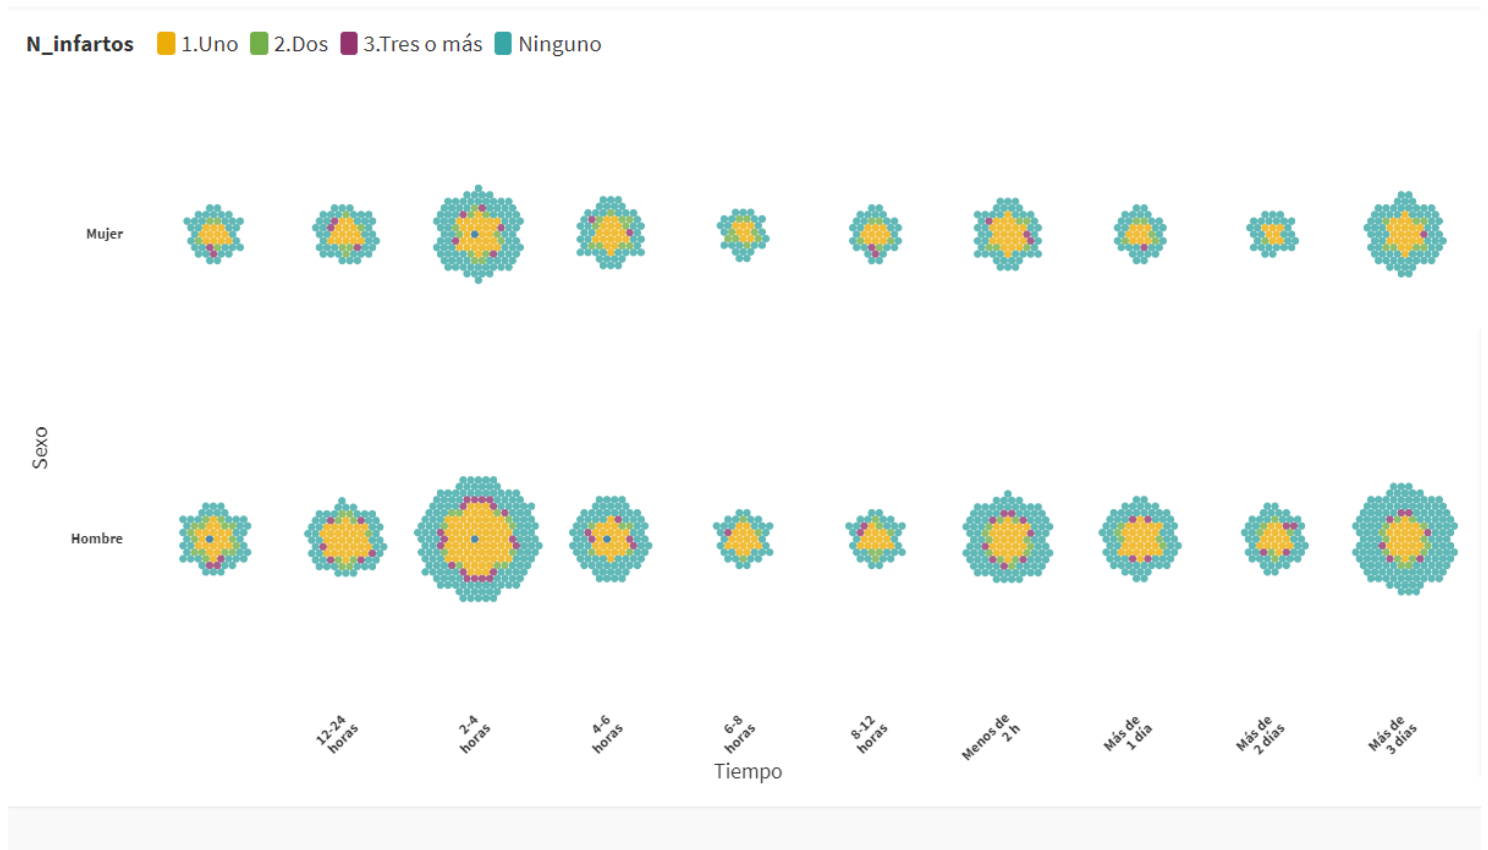 N_infartos 1.Uno 2.Dos 3.Tres o más Ninguno
Mujer
Sexo
Hombre
12-24
horas
2-4
horas
4-6
horas
6-8
horas
8-12
horas
Menos de
2 h
Más de
1 día
Más de
2 días
Más de
3 días
Tiempo